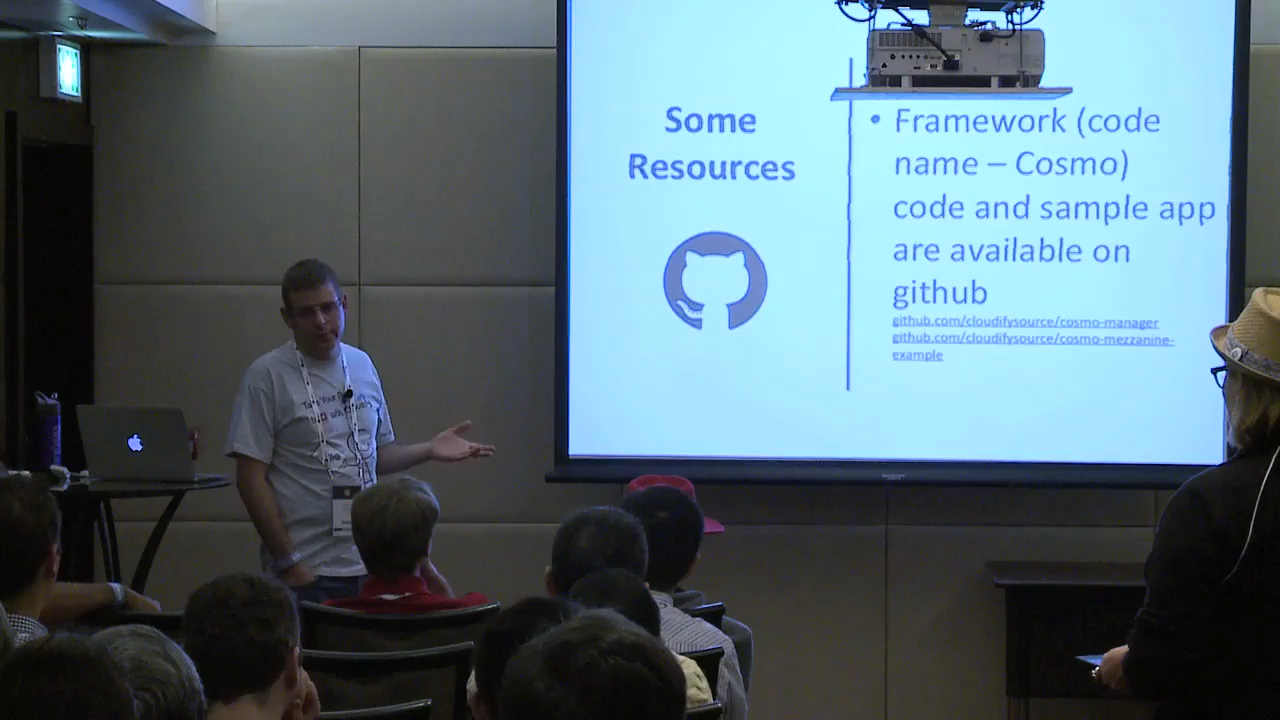 Some
Resources
• Framework (code
name – Cosmo)
code and sample app
are available on
github
github.com/cloudifysource/cosmo-manager
github.com/cloudifysource/cosmo-mezzanine-
example